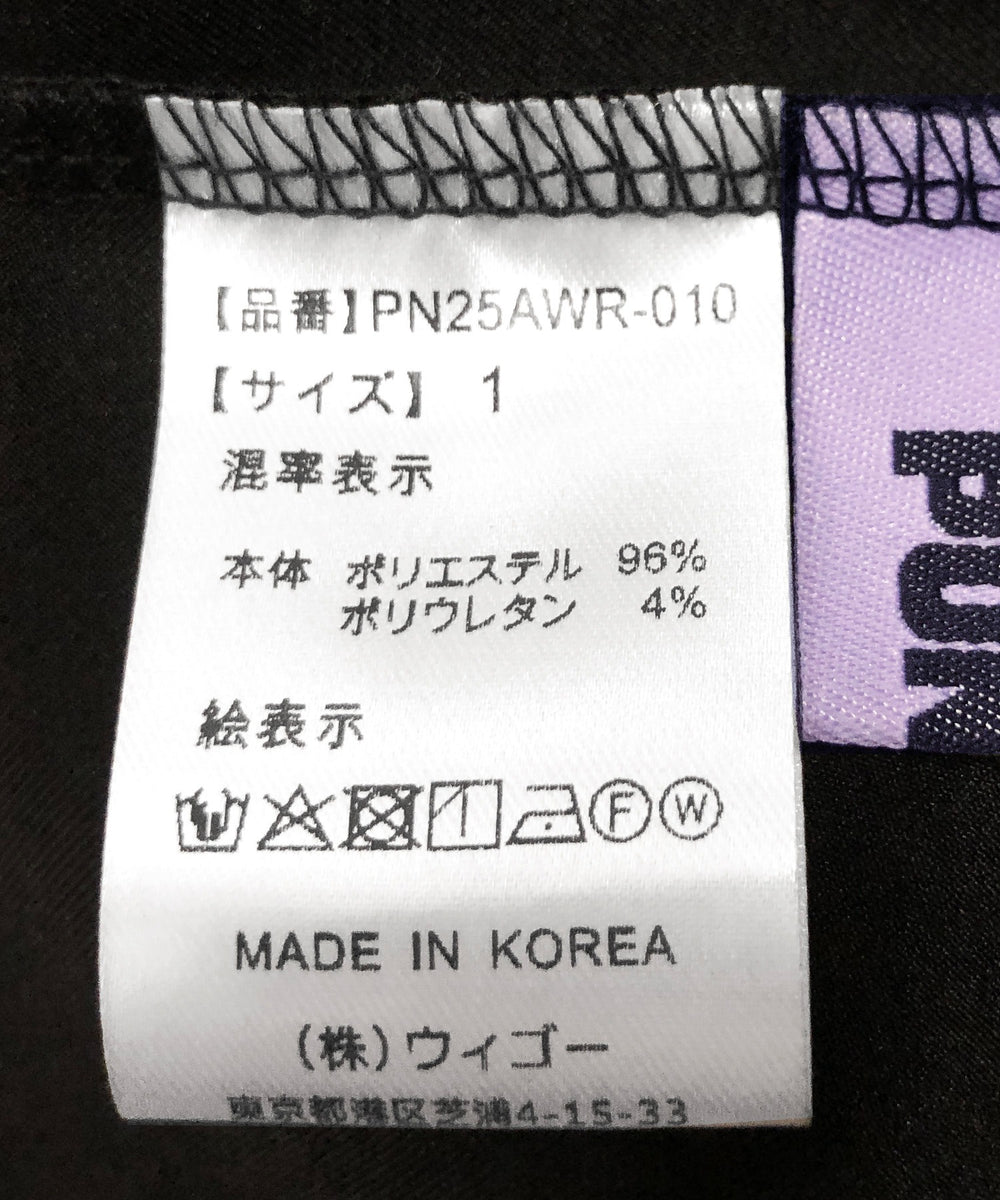 【品番】PN25AWR-010
【サイズ】 1
混率表示
本体 ポリエステル 96%
ポリウレタン 4%
絵表示
F W
MADE IN KOREA
(株)ウィゴー
東京都港区芝浦4-15-33
PUN